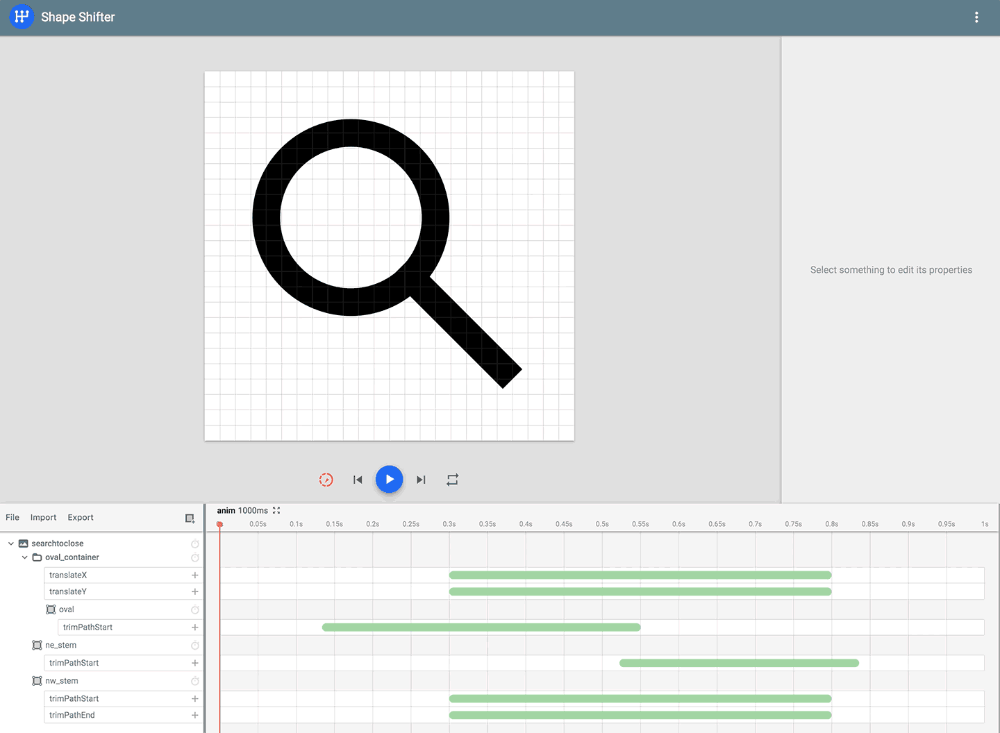 Shape Shifter
Select something to edit its properties
File Import Export
anim 1000ms
0.05s 0.1s 0.15s 0.2s 0.25s 0.3s 0.35s 0.4s 0.45s 0.5s 0.55s 0.6s 0.65s 0.7s 0.75s 0.8s 0.85s 0.9s 0.95s 1s
searchtoclose
oval_container
translateX
translateY
oval
trimPathStart
ne_stem
trimPathStart
nw_stem
trimPathStart
trimPathEnd